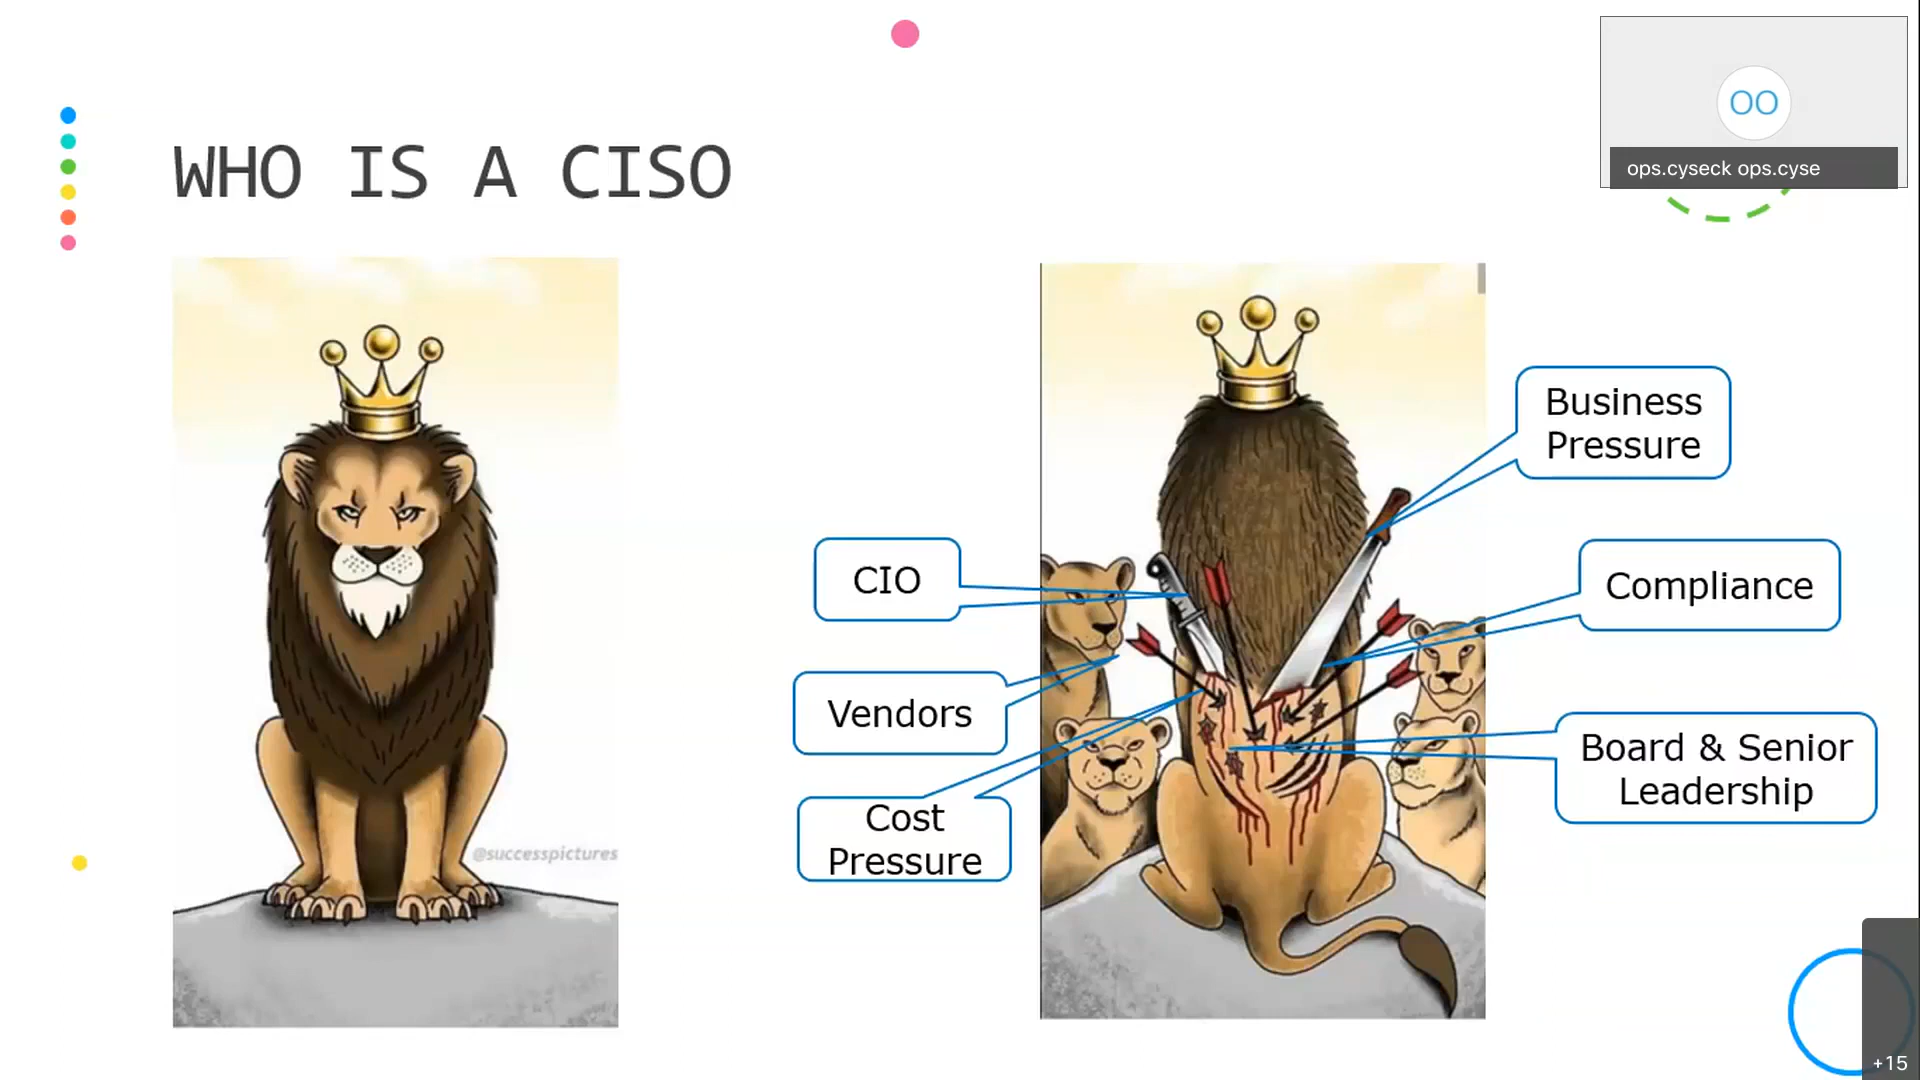 WHO IS A CISO
OO
ops.cyseck ops.cyse
@successpictures
CIO
Vendors
Cost
Pressure
Business
Pressure
Compliance
Board & Senior
Leadership
+15